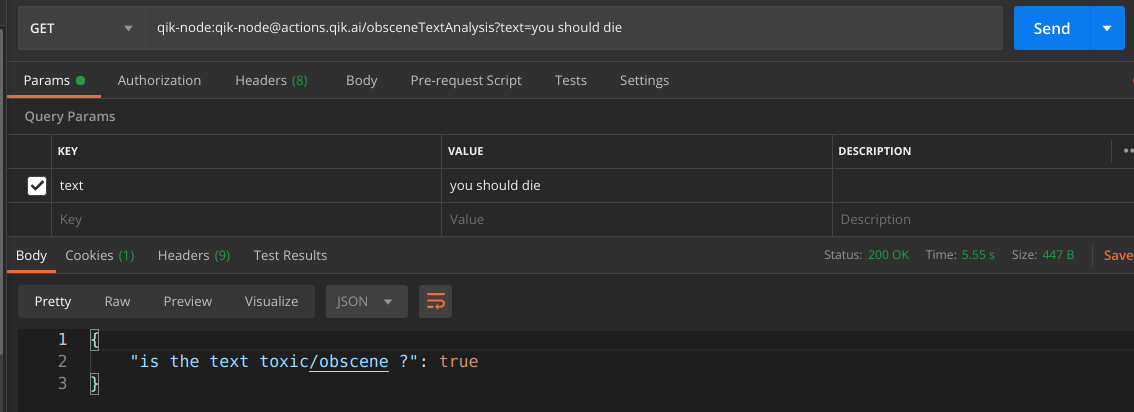 GET qik-node:qik-node@actions.qik.ai/obsceneTextAnalysis?text=you should die Send
Params Authorization Headers (8) Body Pre-request Script Tests Settings
Query Params
KEY VALUE DESCRIPTION
text you should die
Key Value Description
Body Cookies (1) Headers (9) Test Results Status: 200 OK Time: 5.55 s Size: 447 B Save
Pretty Raw Preview Visualize JSON
1 {
2 "is the text toxic/obscene ?": true
3 }